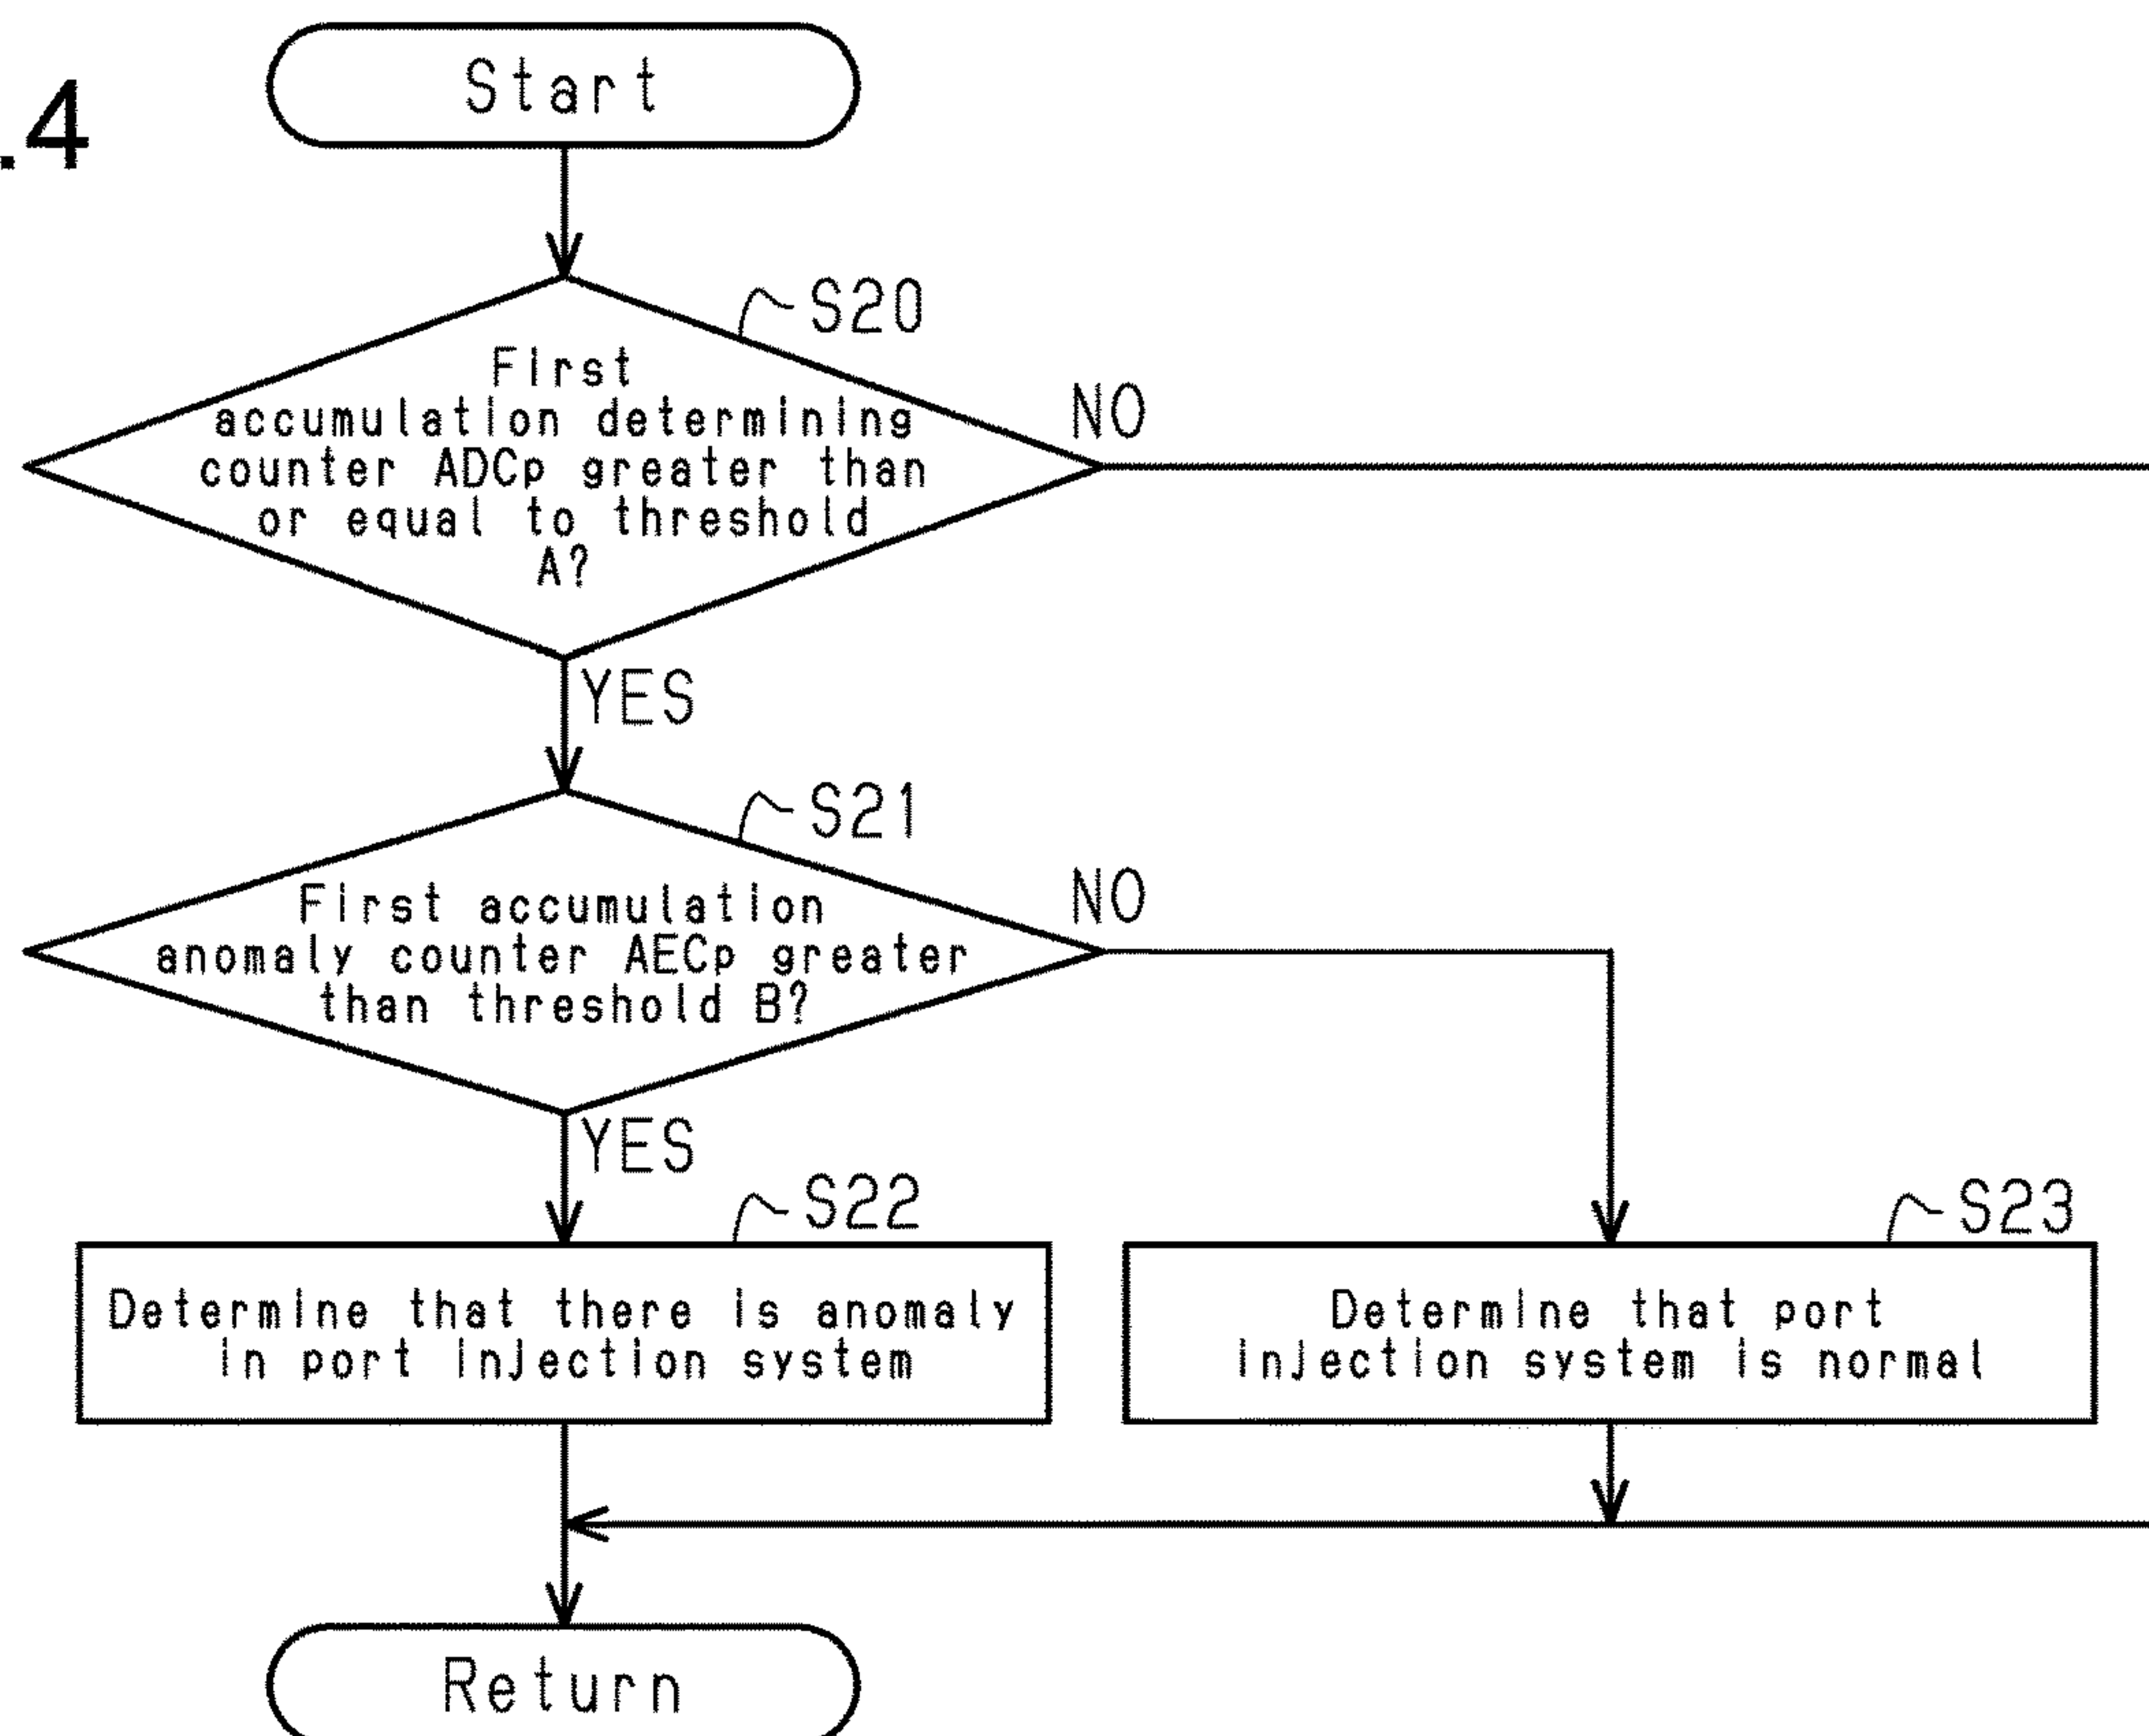 .4
Start
S20
First
accumulation determining
counter ADCp greater than
or equal to threshold
A?
NO
YES
S21
First accumulation
anomaly counter AECp greater
than threshold B?
NO
YES
S22
Determine that there is anomaly
in port injection system
S23
Determine that port
injection system is normal
Return